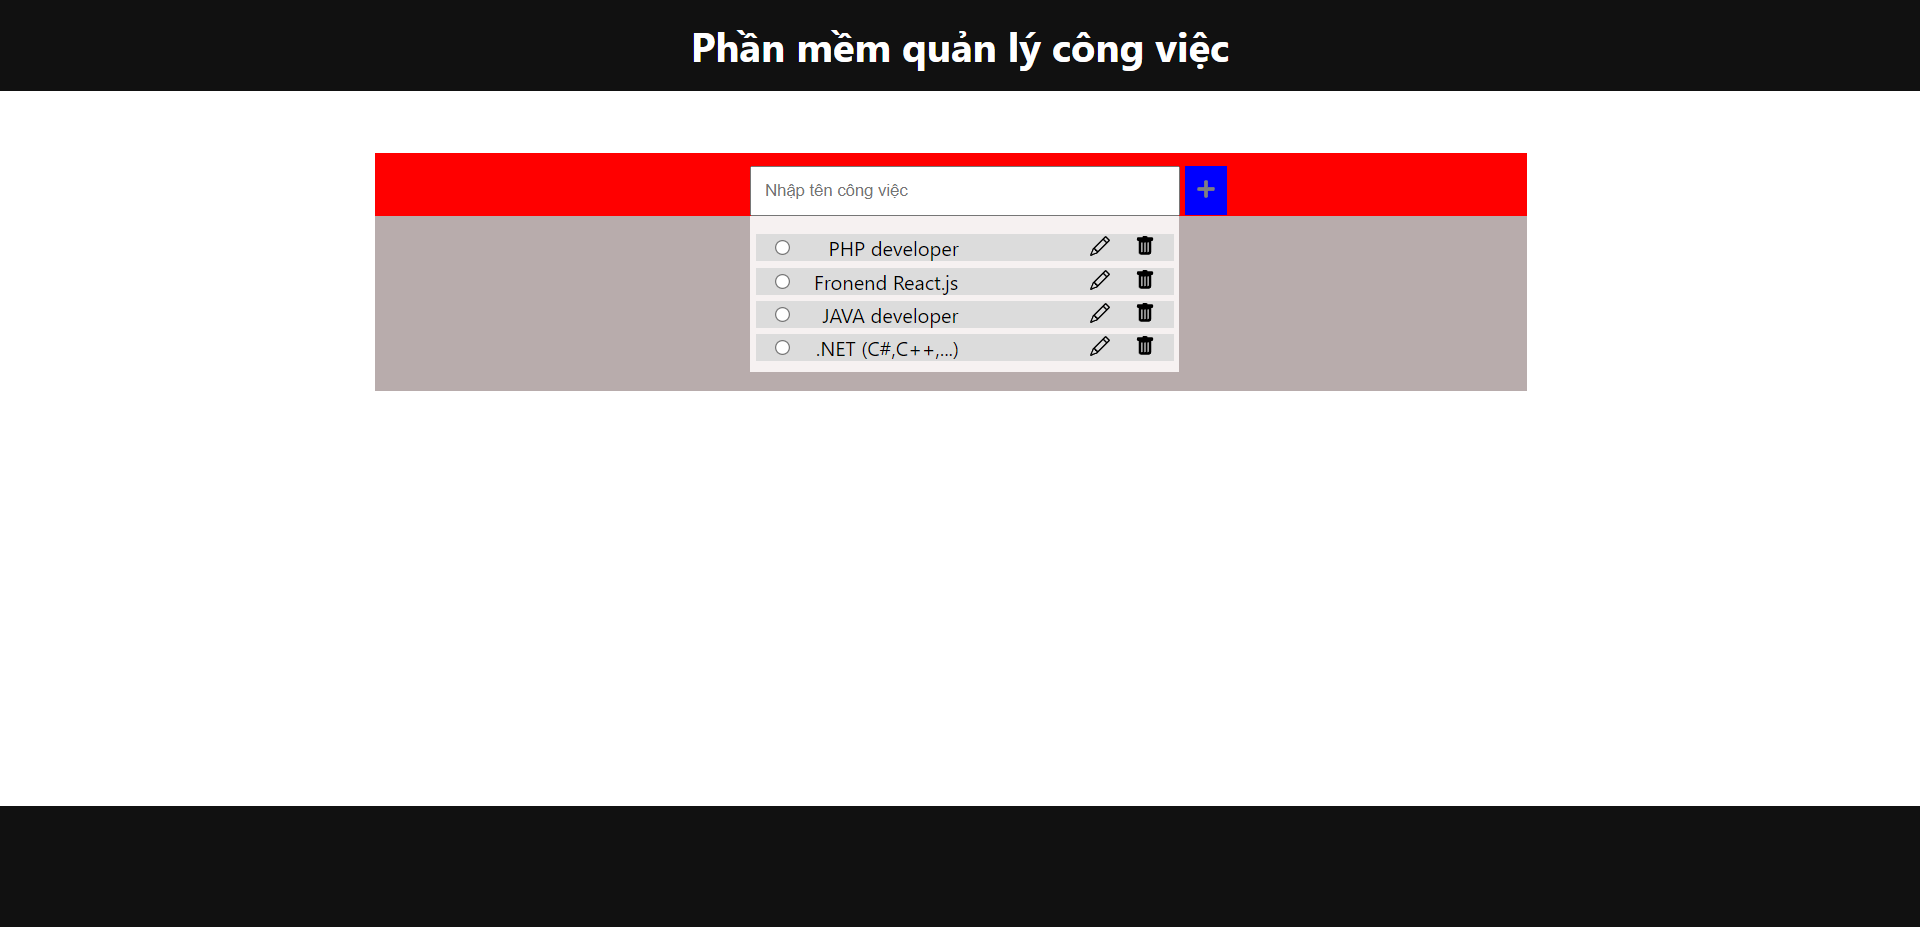 Phần mềm quản lý công việc
Nhập tên công việc
PHP developer
Fronend React.js
JAVA developer
.NET (C#,C++,...)